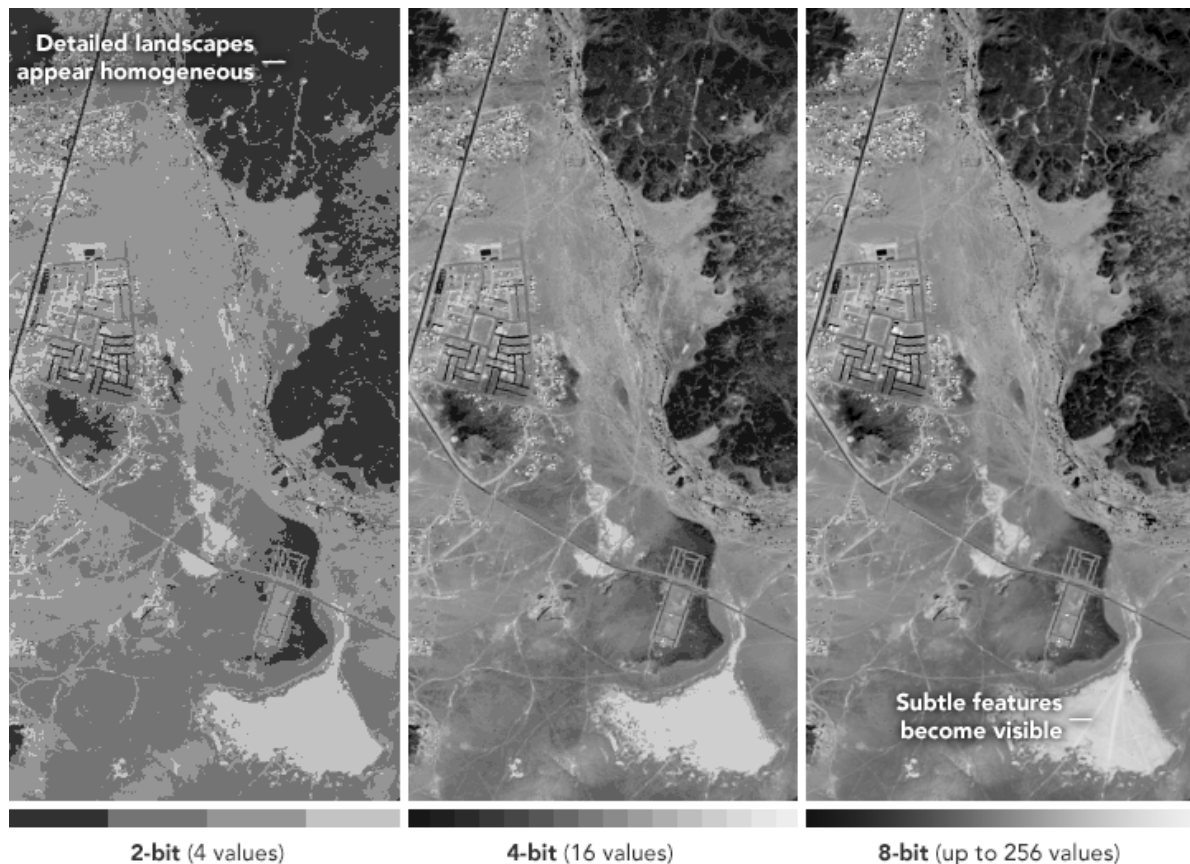 Detailed landscapes
appear homogeneous
Subtle features
become visible
2-bit (4 values)
4-bit (16 values)
8-bit (up to 256 values)